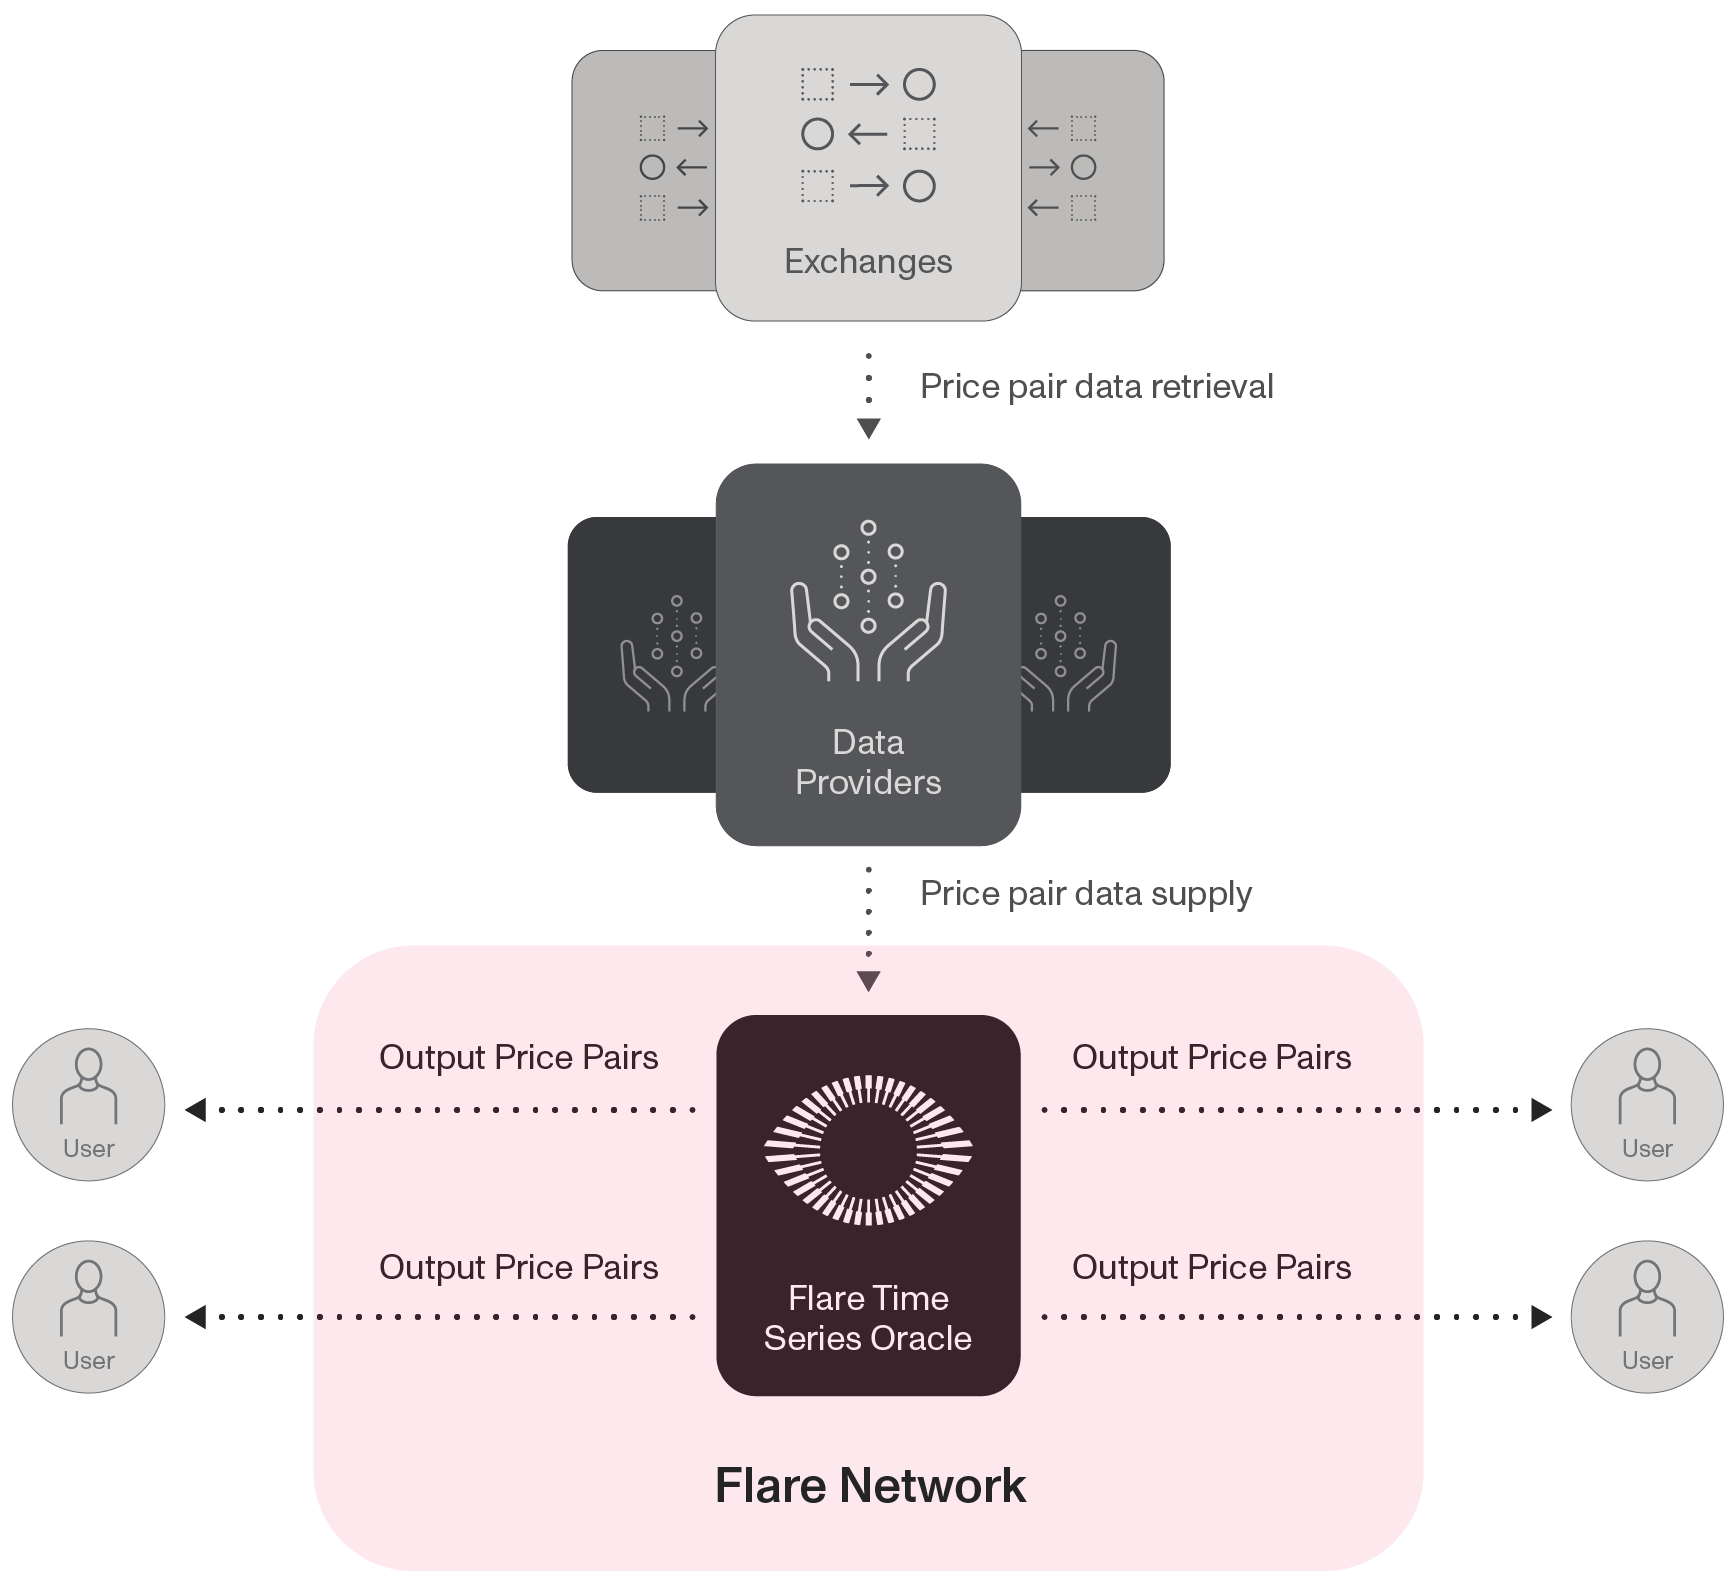 Exchanges
Price pair data retrieval
Data
Providers
Price pair data supply
Output Price Pairs
Output Price Pairs
User
User
Output Price Pairs
Output Price Pairs
Flare Time
Series Oracle
User
User
Flare Network